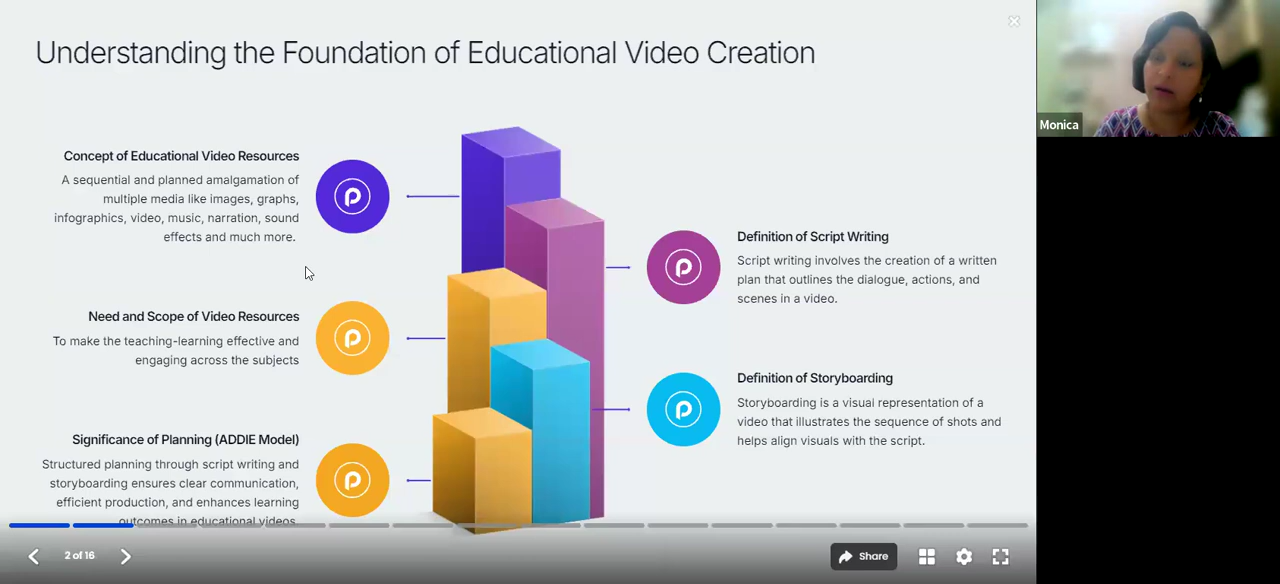 Understanding the Foundation of Educational Video Creation
Concept of Educational Video Resources
A sequential and planned amalgamation of
multiple media like images, graphs,
infographics, video, music, narration, sound
effects and much more.
Need and Scope of Video Resources
To make the teaching-learning effective and
engaging across the subjects
Significance of Planning (ADDIE Model)
Structured planning through script writing and
storyboarding ensures clear communication,
efficient production, and enhances learning
outcomes in educational videos.
Definition of Script Writing
Script writing involves the creation of a written
plan that outlines the dialogue, actions, and
scenes in a video.
Definition of Storyboarding
Storyboarding is a visual representation of a
video that illustrates the sequence of shots and
helps align visuals with the script.
Monica
2 of 16
Share